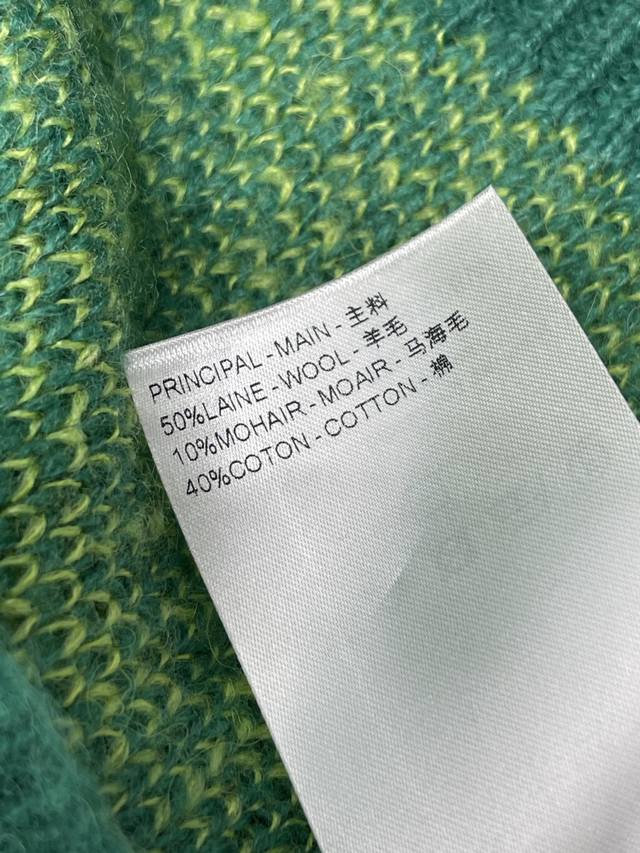 PRINCIPAL - MAIN - 主料
50%LAINE - WOOL - 羊毛
10%MOHAIR - MOAIR - 马海毛
40%COTON - COTTON - 棉